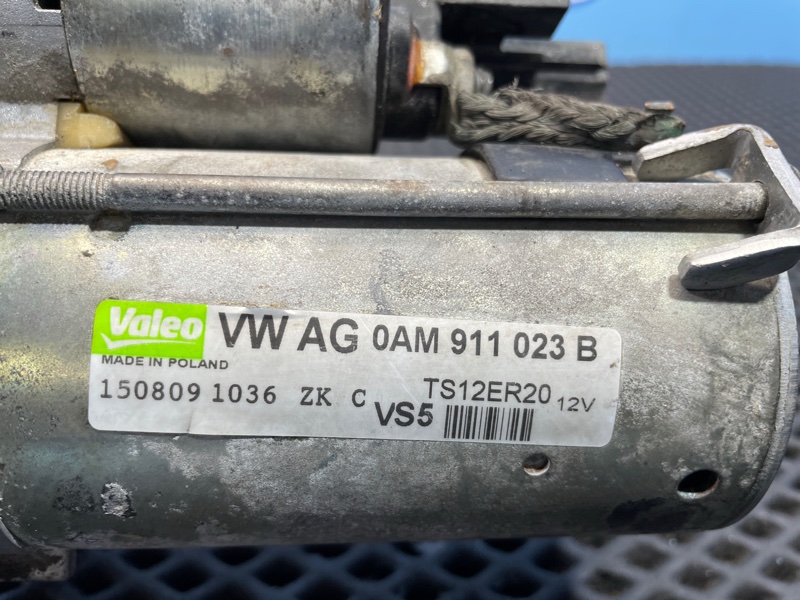 Valeo VW AG 0AM 911 023 B
MADE IN POLAND
150809 1036 ZK C TS12ER20 12V
VS5